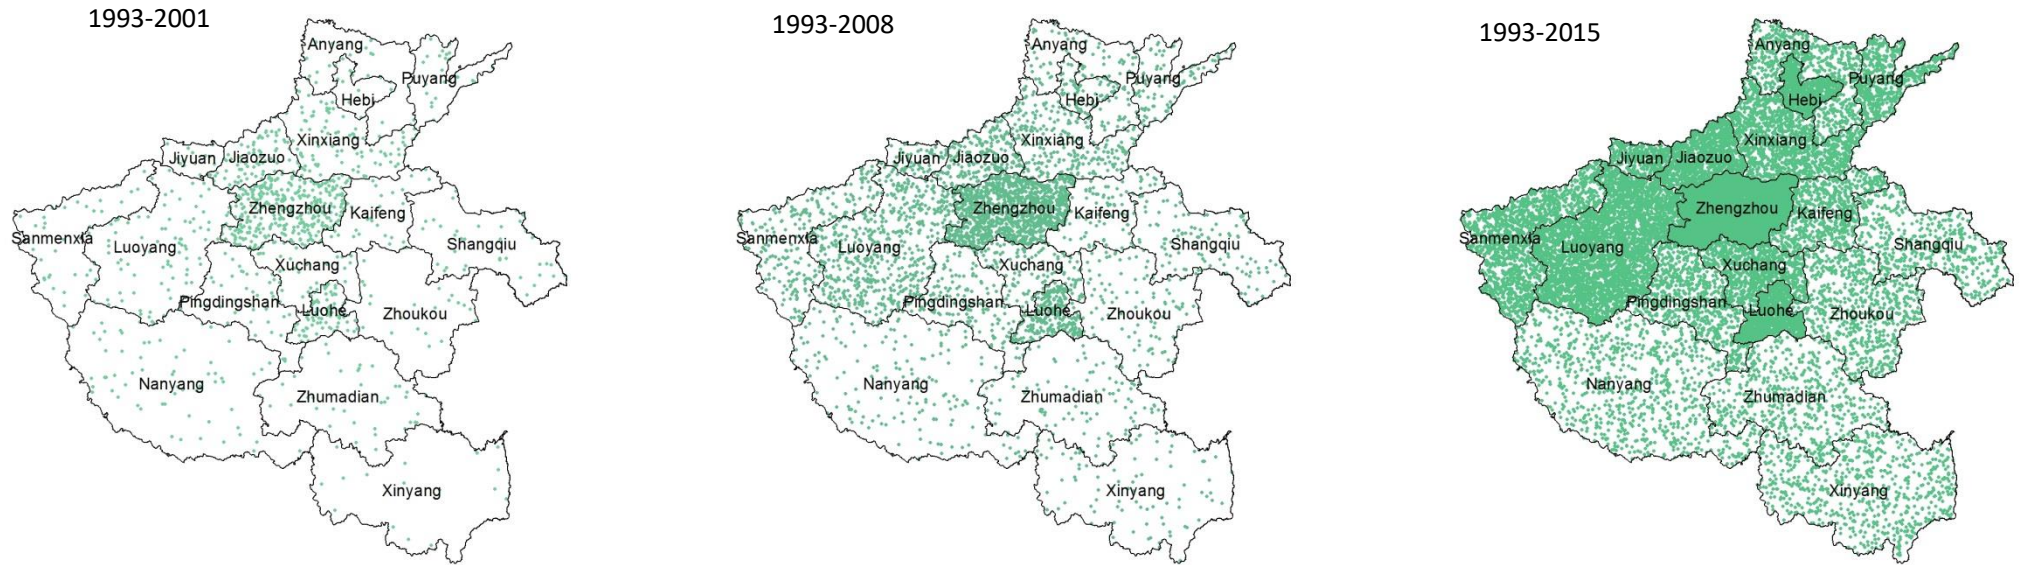 1993-2001
Anyang
Puyang
Hebi
Xinxiang
Jiyuan
Jiaozuo
Zhengzhou
Kaifeng
Sanmenxia
Luoyang
Shangqiu
Xuchang
Pingdingshan
Luohe
Zhoukou
Nanyang
Zhumadian
Xinyang
1993-2008
Anyang
Puyang
Hebi
Xinxiang
Jiyuan
Jiaozuo
Zhengzhou
Kaifeng
Sanmenxia
Luoyang
Shangqiu
Xuchang
Pingdingshan
Luohe
Zhoukou
Nanyang
Zhumadian
Xinyang
1993-2015
Anyang
Puyang
Hebi
Xinxiang
Jiyuan
Jiaozuo
Zhengzhou
Kaifeng
Sanmenxia
Luoyang
Shangqiu
Xuchang
Pingdingshan
Luohe
Zhoukou
Nanyang
Zhumadian
Xinyang